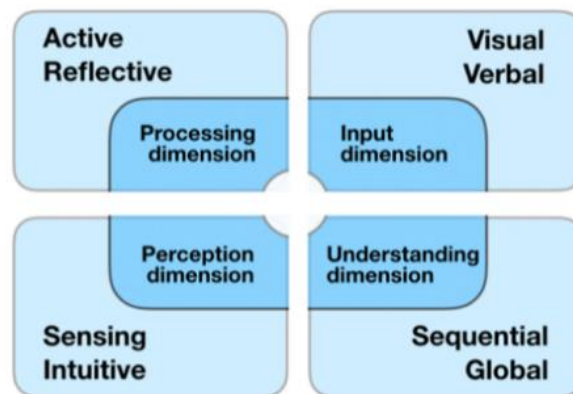 Active
Reflective
Processing
dimension
Visual
Verbal
Input
dimension
Perception
dimension
Sensing
Intuitive
Understanding
dimension
Sequential
Global